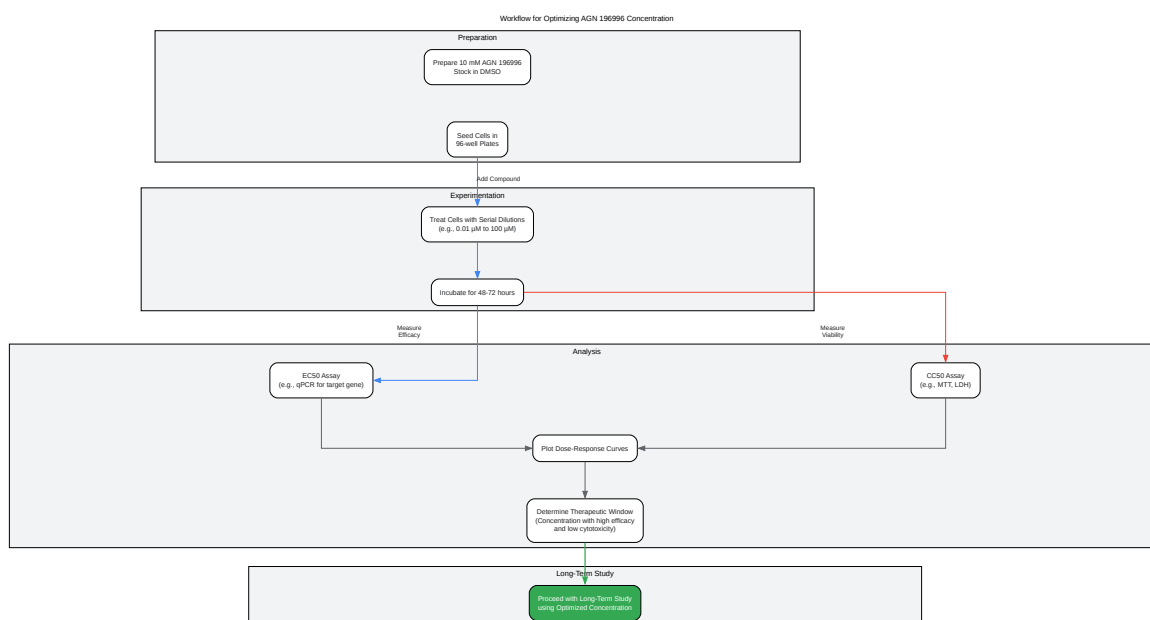 Workflow for Optimizing AGN 196996 Concentration
Preparation
Prepare 10 mM AGN 196996
Stock in DMSO
Seed Cells in
96-well Plates
Add Compound
Experimentation
Treat Cells with Serial Dilutions
(e.g., 0.01 µM to 100 µM)
Incubate for 48-72 hours
Measure
Efficacy
Measure
Viability
Analysis
EC50 Assay
(e.g., qPCR for target gene)
CC50 Assay
(e.g., MTT, LDH)
Plot Dose-Response Curves
Determine Therapeutic Window
(Concentration with high efficacy
and low cytotoxicity)
Long-Term Study
Proceed with Long-Term Study
using Optimized Concentration